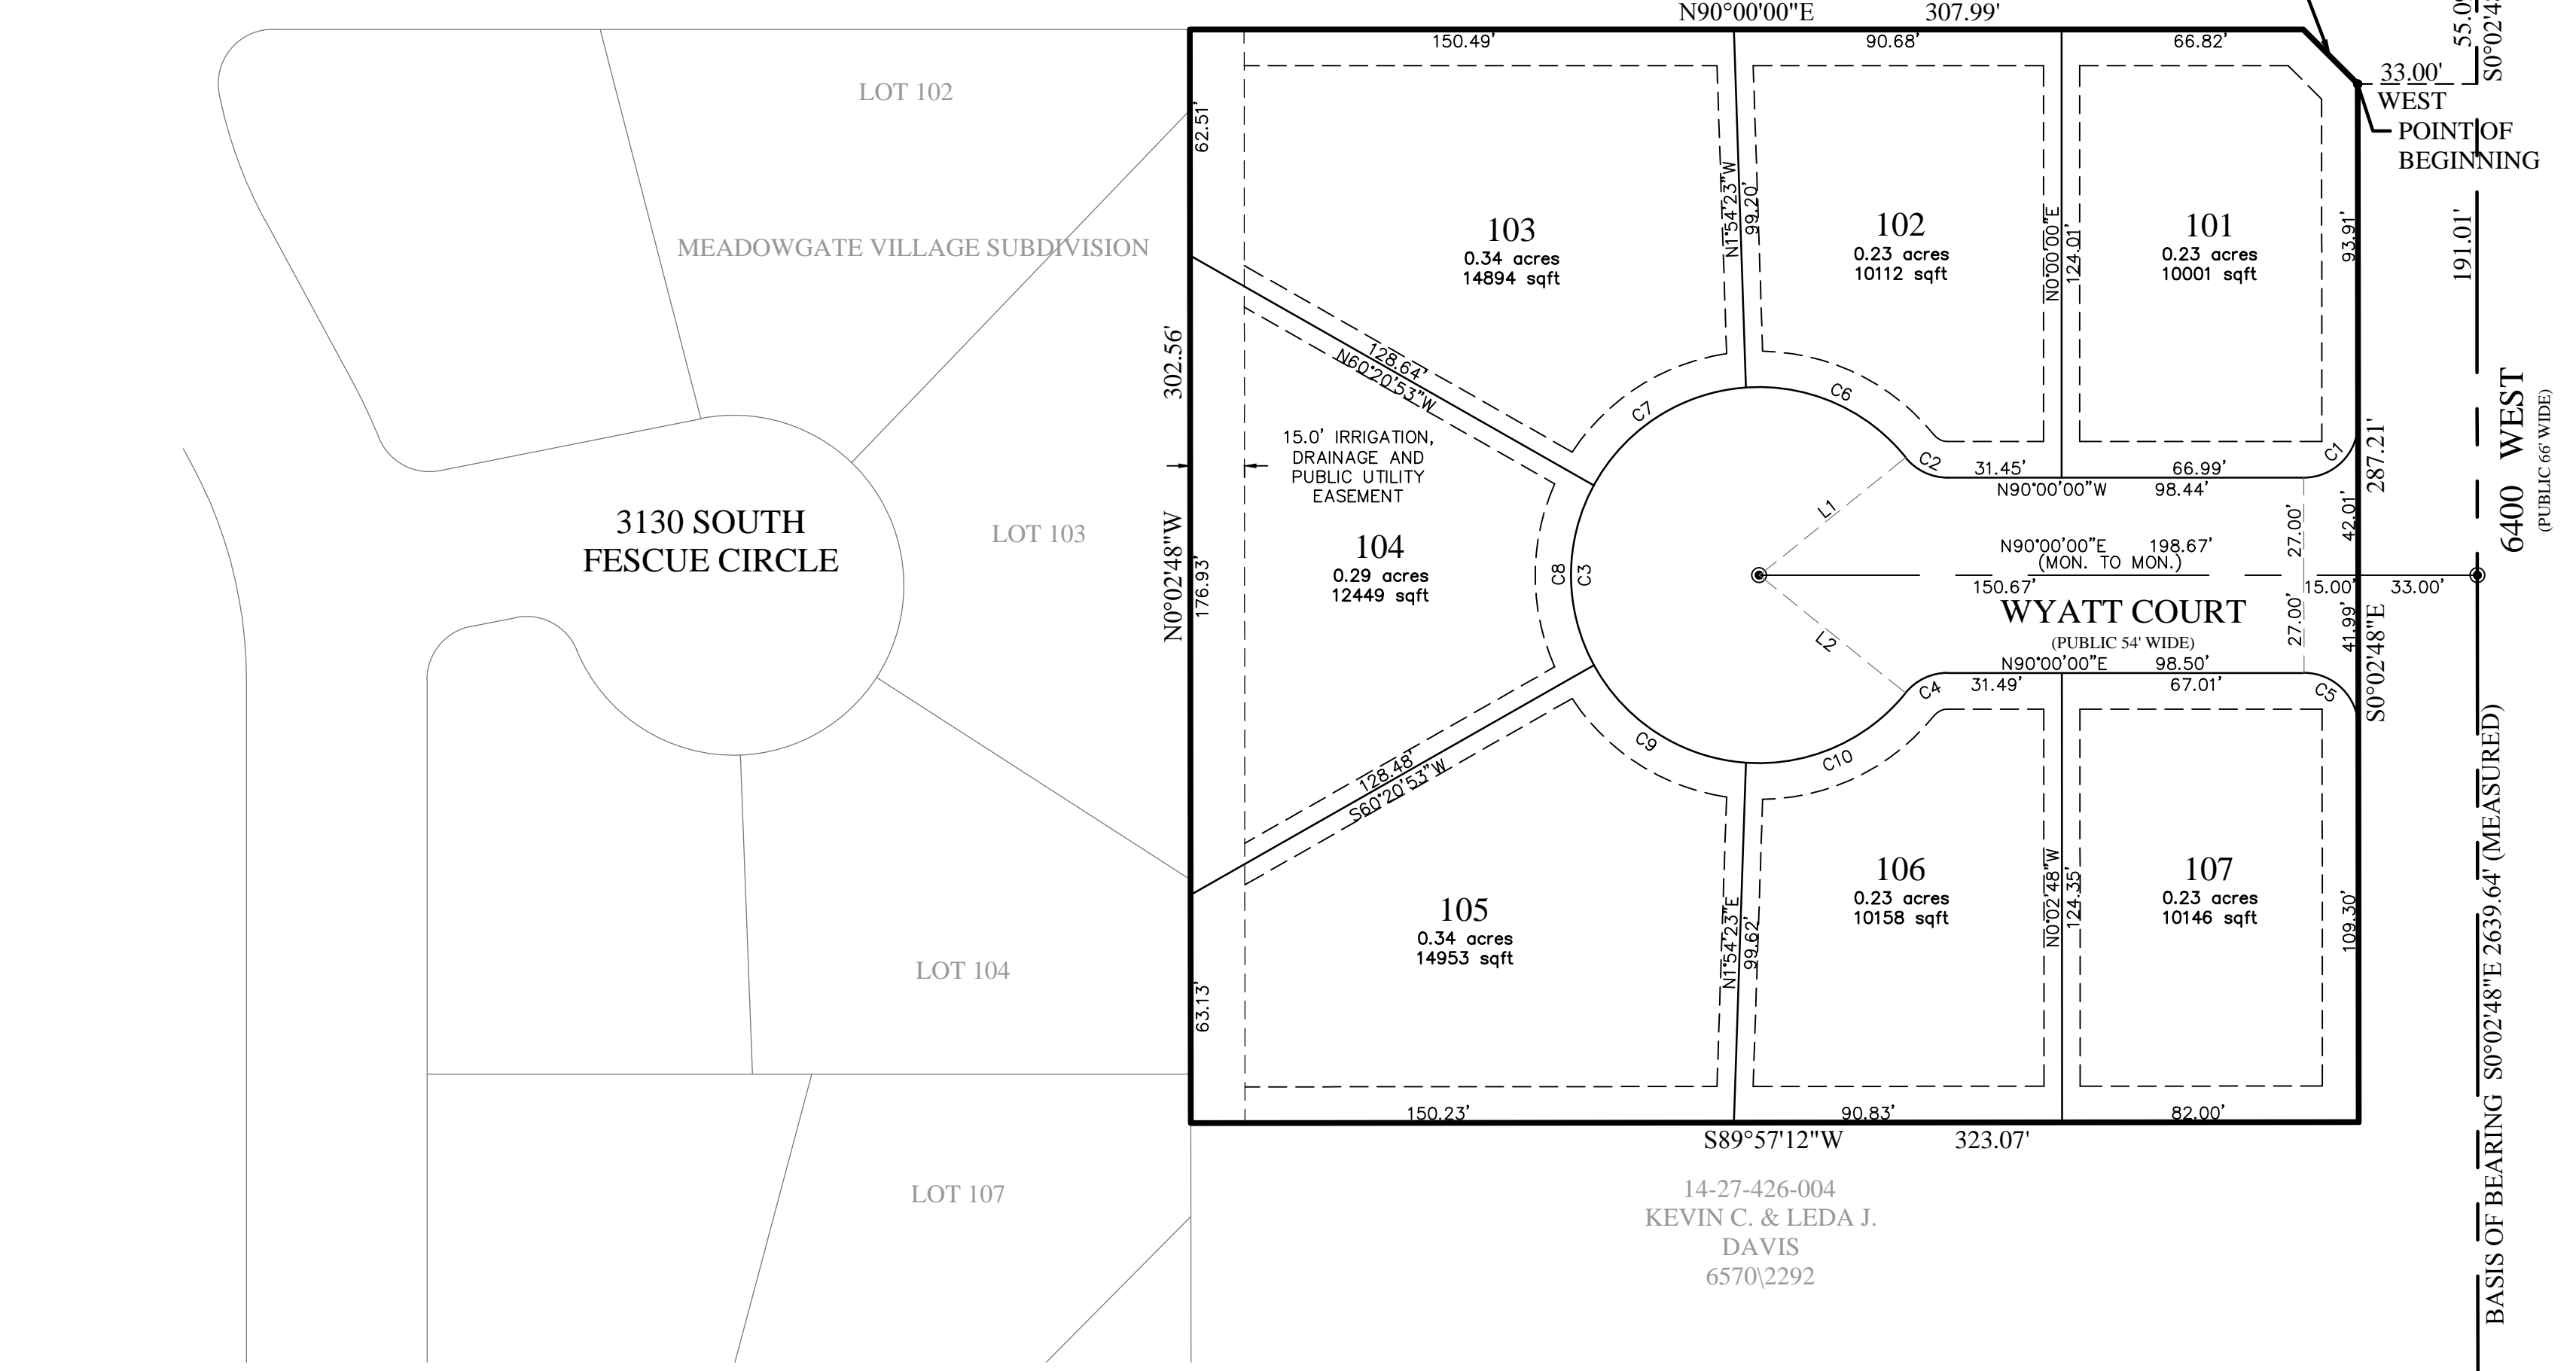 N90°00'00"E 307.99'
150.49'
90.68'
66.82'
55.0
S0°02'4
33.00'
WEST
POINT OF
BEGINNING
LOT 102
MEADOWGATE VILLAGE SUBDIVISION
62.51'
103
0.34 acres
14894 sqft
N1°54'23"W
99.20'
102
0.23 acres
10112 sqft
N0°00'00"E
124.01'
101
0.23 acres
10001 sqft
93.91'
191.01'
302.56'
128.64'
N60°20'53"W
C7
C6
C2
C1
287.21'
6400 WEST
(PUBLIC 66' WIDE)
15.0' IRRIGATION,
DRAINAGE AND
PUBLIC UTILITY
EASEMENT
31.45'
66.99'
N90°00'00"W 98.44'
3130 SOUTH
FESCUE CIRCLE
LOT 103
N0°02'48"W
176.93'
104
0.29 acres
12449 sqft
C8
C3
L1
L2
27.00'
42.01'
N90°00'00"E 198.67'
(MON. TO MON.)
150.67'
15.00'
33.00'
WYATT COURT
(PUBLIC 54' WIDE)
27.00'
41.99'
S0°02'48"E
N90°00'00"E 98.50'
31.49'
67.01'
C4
C5
C9
C10
128.48'
S60°20'53"W
105
0.34 acres
14953 sqft
N1°54'23"E
99.62'
106
0.23 acres
10158 sqft
N0°02'48"W
124.35'
107
0.23 acres
10146 sqft
109.30'
BASIS OF BEARING S0°02'48"E 2639.64' (MEASURED)
LOT 104
63.13'
150.23'
90.83'
82.00'
S89°57'12"W 323.07'
LOT 107
14-27-426-004
KEVIN C. & LEDA J.
DAVIS
6570\2292